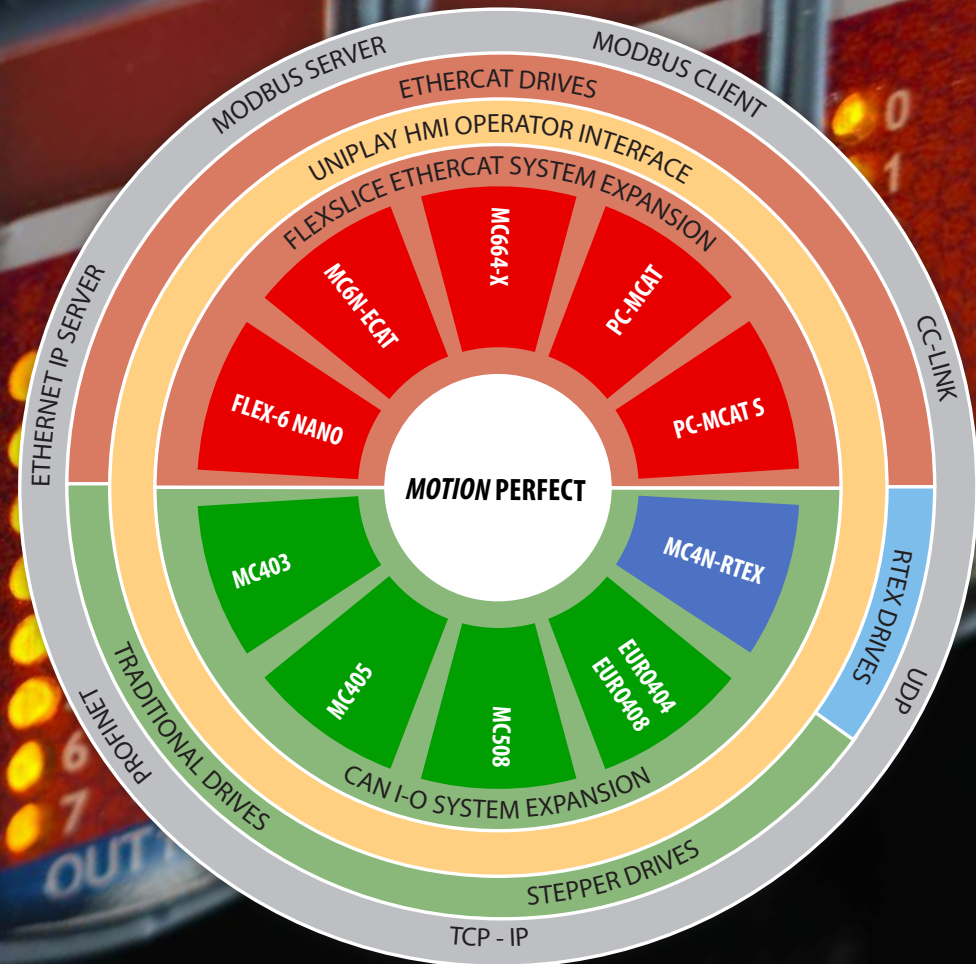 MODBUS SERVER
MODBUS CLIENT
ETHERNET IP SERVER
CC-LINK
PROFINET
UDP
TCP - IP
ETHERCAT DRIVES
RTEX DRIVES
TRADITIONAL DRIVES
STEPPER DRIVES
UNIPLAY HMI OPERATOR INTERFACE
FLEXSLICE ETHERCAT SYSTEM EXPANSION
FLEX-6 NANO
MC6N-ECAT
MC664-X
PC-MCAT
PC-MCAT S
MOTION PERFECT
MC403
MC405
MC508
EURO404
EURO408
MC4N-RTEX
CAN I-O SYSTEM EXPANSION
0
1
6
7
OUT